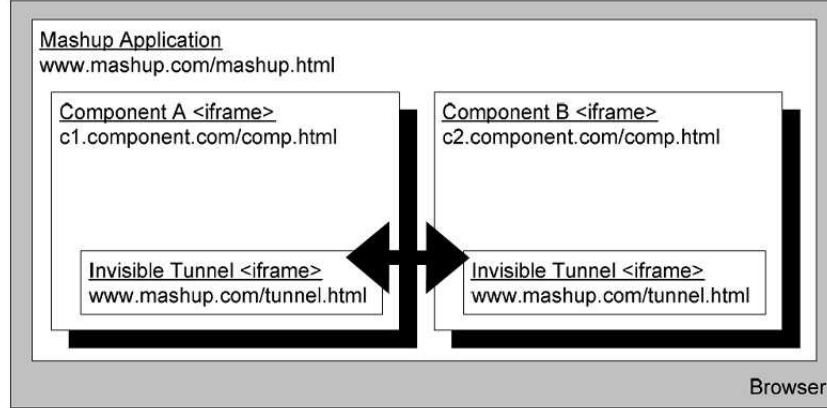 Mashup Application
www.mashup.com/mashup.html
Component A <iframe>
c1.component.com/comp.html
Invisible Tunnel <iframe>
www.mashup.com/tunnel.html
Component B <iframe>
c2.component.com/comp.html
Invisible Tunnel <iframe>
www.mashup.com/tunnel.html
Browser